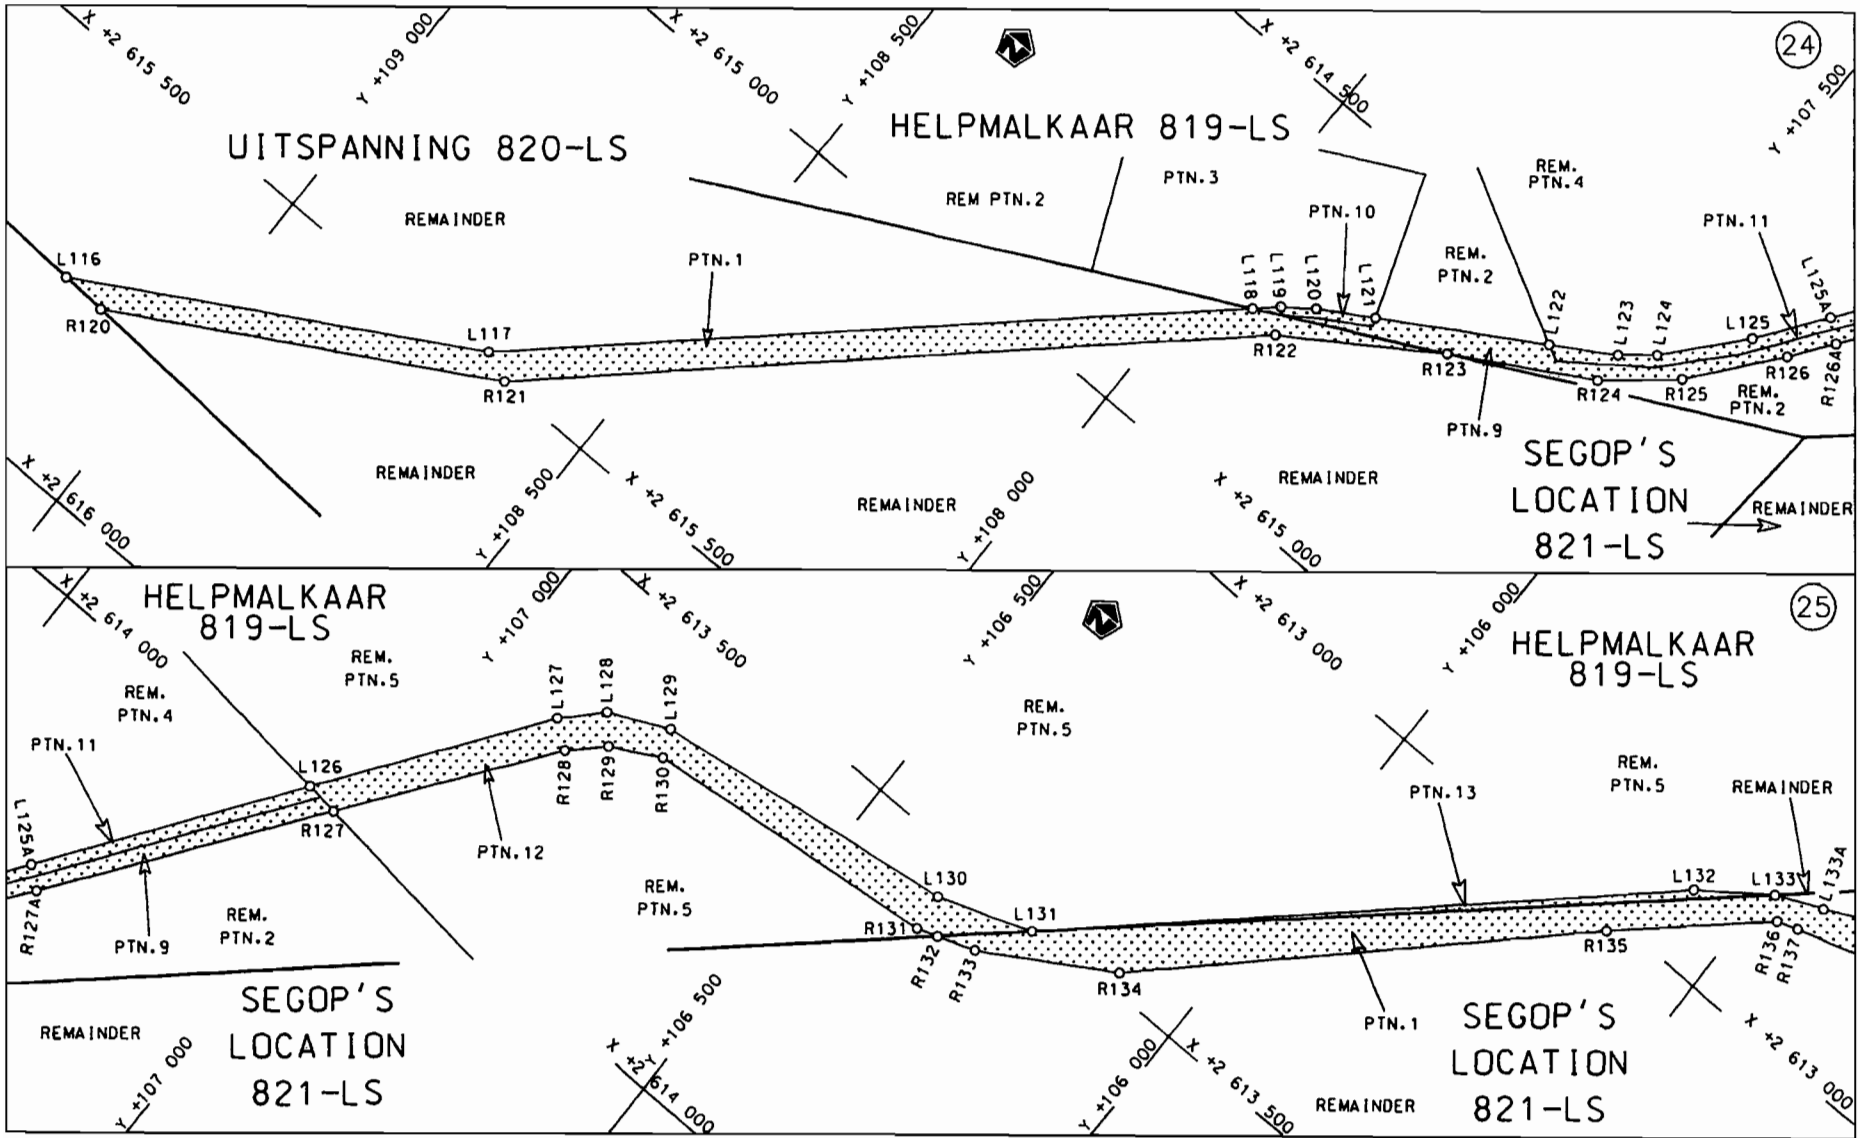 X +2 615 500
Y +109 000
X +2 615 000
Y +108 500
X +2 614 500
24
Y +107 500
UITSPANNING 820-LS
HELPMALKAAR 819-LS
REMAINDER
REM PTN.2
PTN.3
REM.
PTN.4
PTN.10
PTN.11
L116
R120
PTN.1
L117
R121
L118
L119
L120
L121
REM.
PTN.2
L122
L123
L124
L125
L125A
R122
R123
R124
R125
R126
R126A
REM.
PTN.2
PTN.9
SEGOP'S
LOCATION
821-LS
REMAINDER
REMAINDER
REMAINDER
REMAINDER
X +2 616 000
Y +108 500
X +2 615 500
Y +108 000
X +2 615 000
X +2 614 000
HELPMALKAAR
819-LS
Y +107 000
X +2 613 500
Y +106 500
X +2 613 000
Y +106 000
25
HELPMALKAAR
819-LS
REM.
PTN.5
REM.
PTN.4
PTN.11
L125A
L126
L127
L128
L129
REM.
PTN.5
REM.
PTN.5
REMAINDER
PTN.13
R127A
R127
R128
R129
R130
PTN.9
PTN.12
REM.
PTN.2
REM.
PTN.5
L130
L131
L132
L133
L133A
R131
R132
R133
R134
R135
R136
R137
PTN.1
REMAINDER
SEGOP'S
LOCATION
821-LS
SEGOP'S
LOCATION
821-LS
REMAINDER
Y +107 000
X +2 614 000
Y +106 500
Y +106 000
X +2 613 500
X +2 613 000